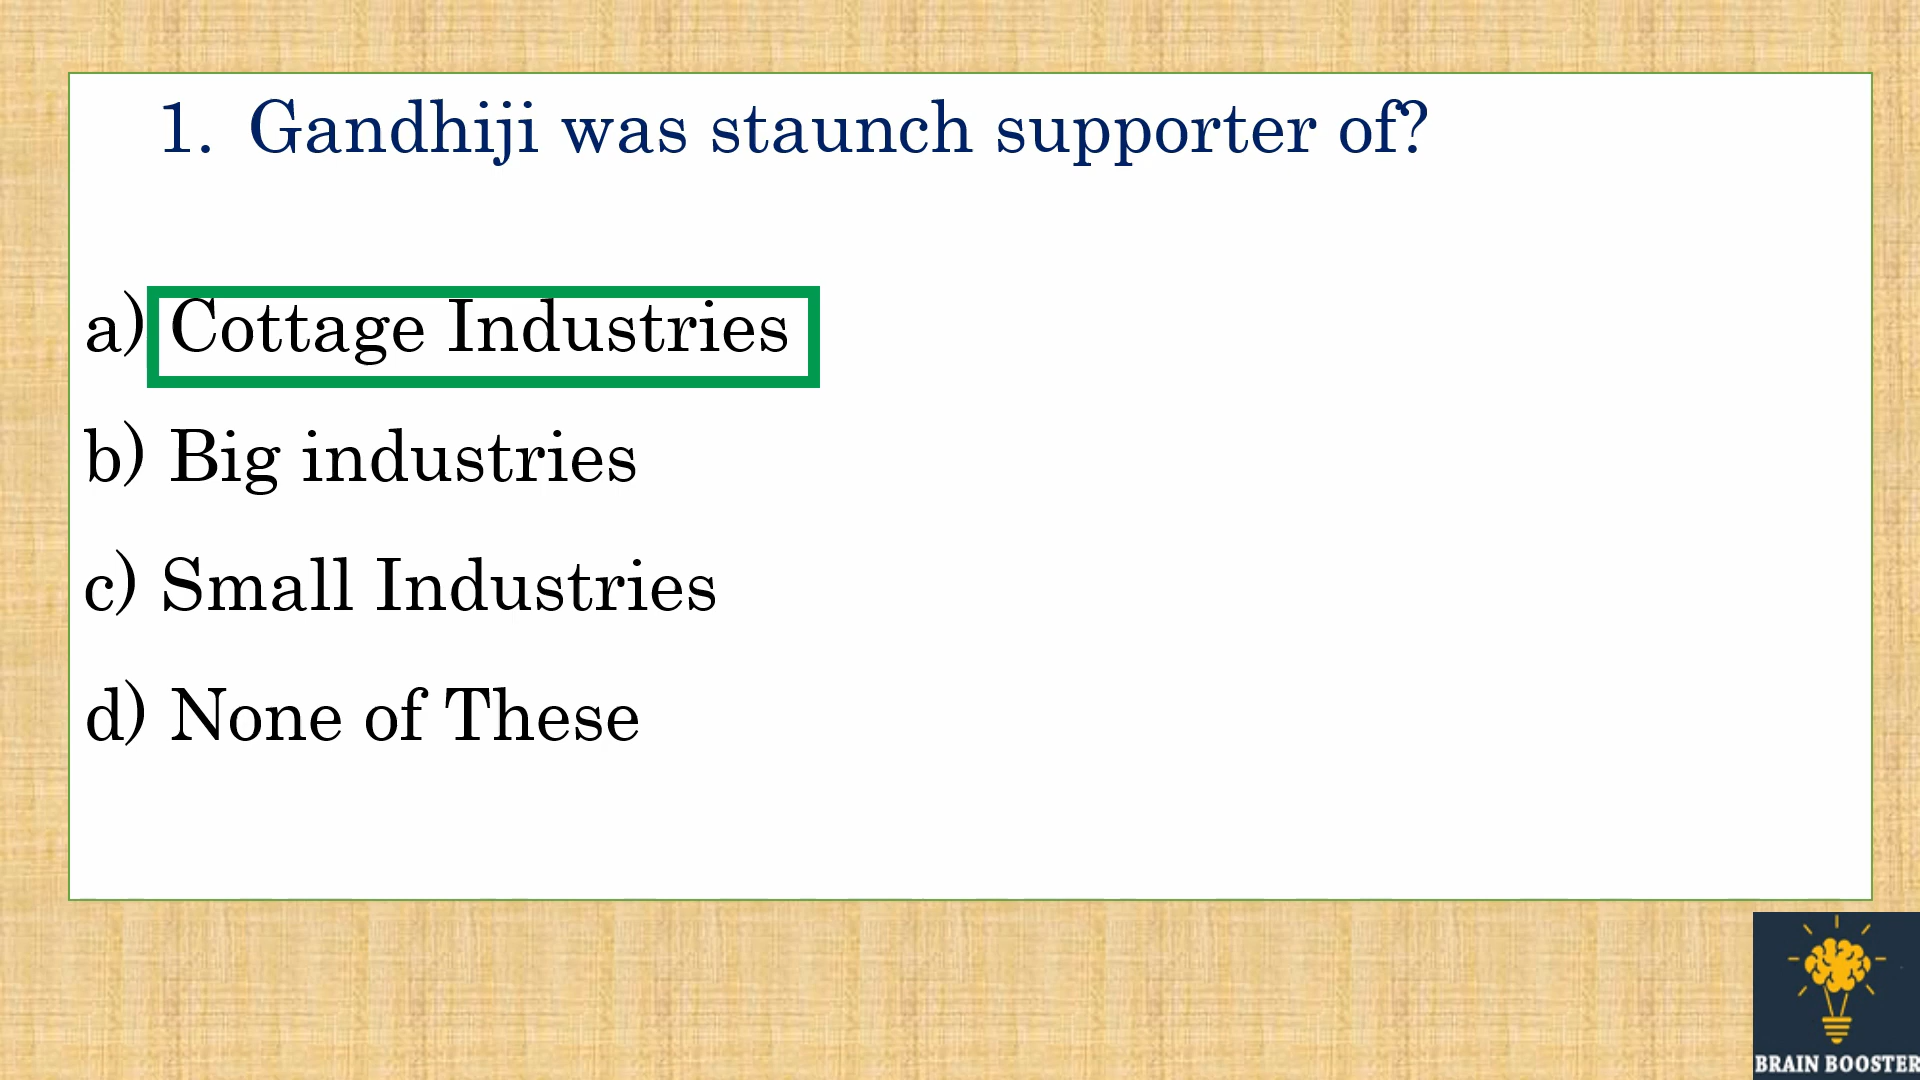 1. Gandhiji was staunch supporter of?
a) Cottage Industries
b) Big industries
c) Small Industries
d) None of These
BRAIN BOOSTER